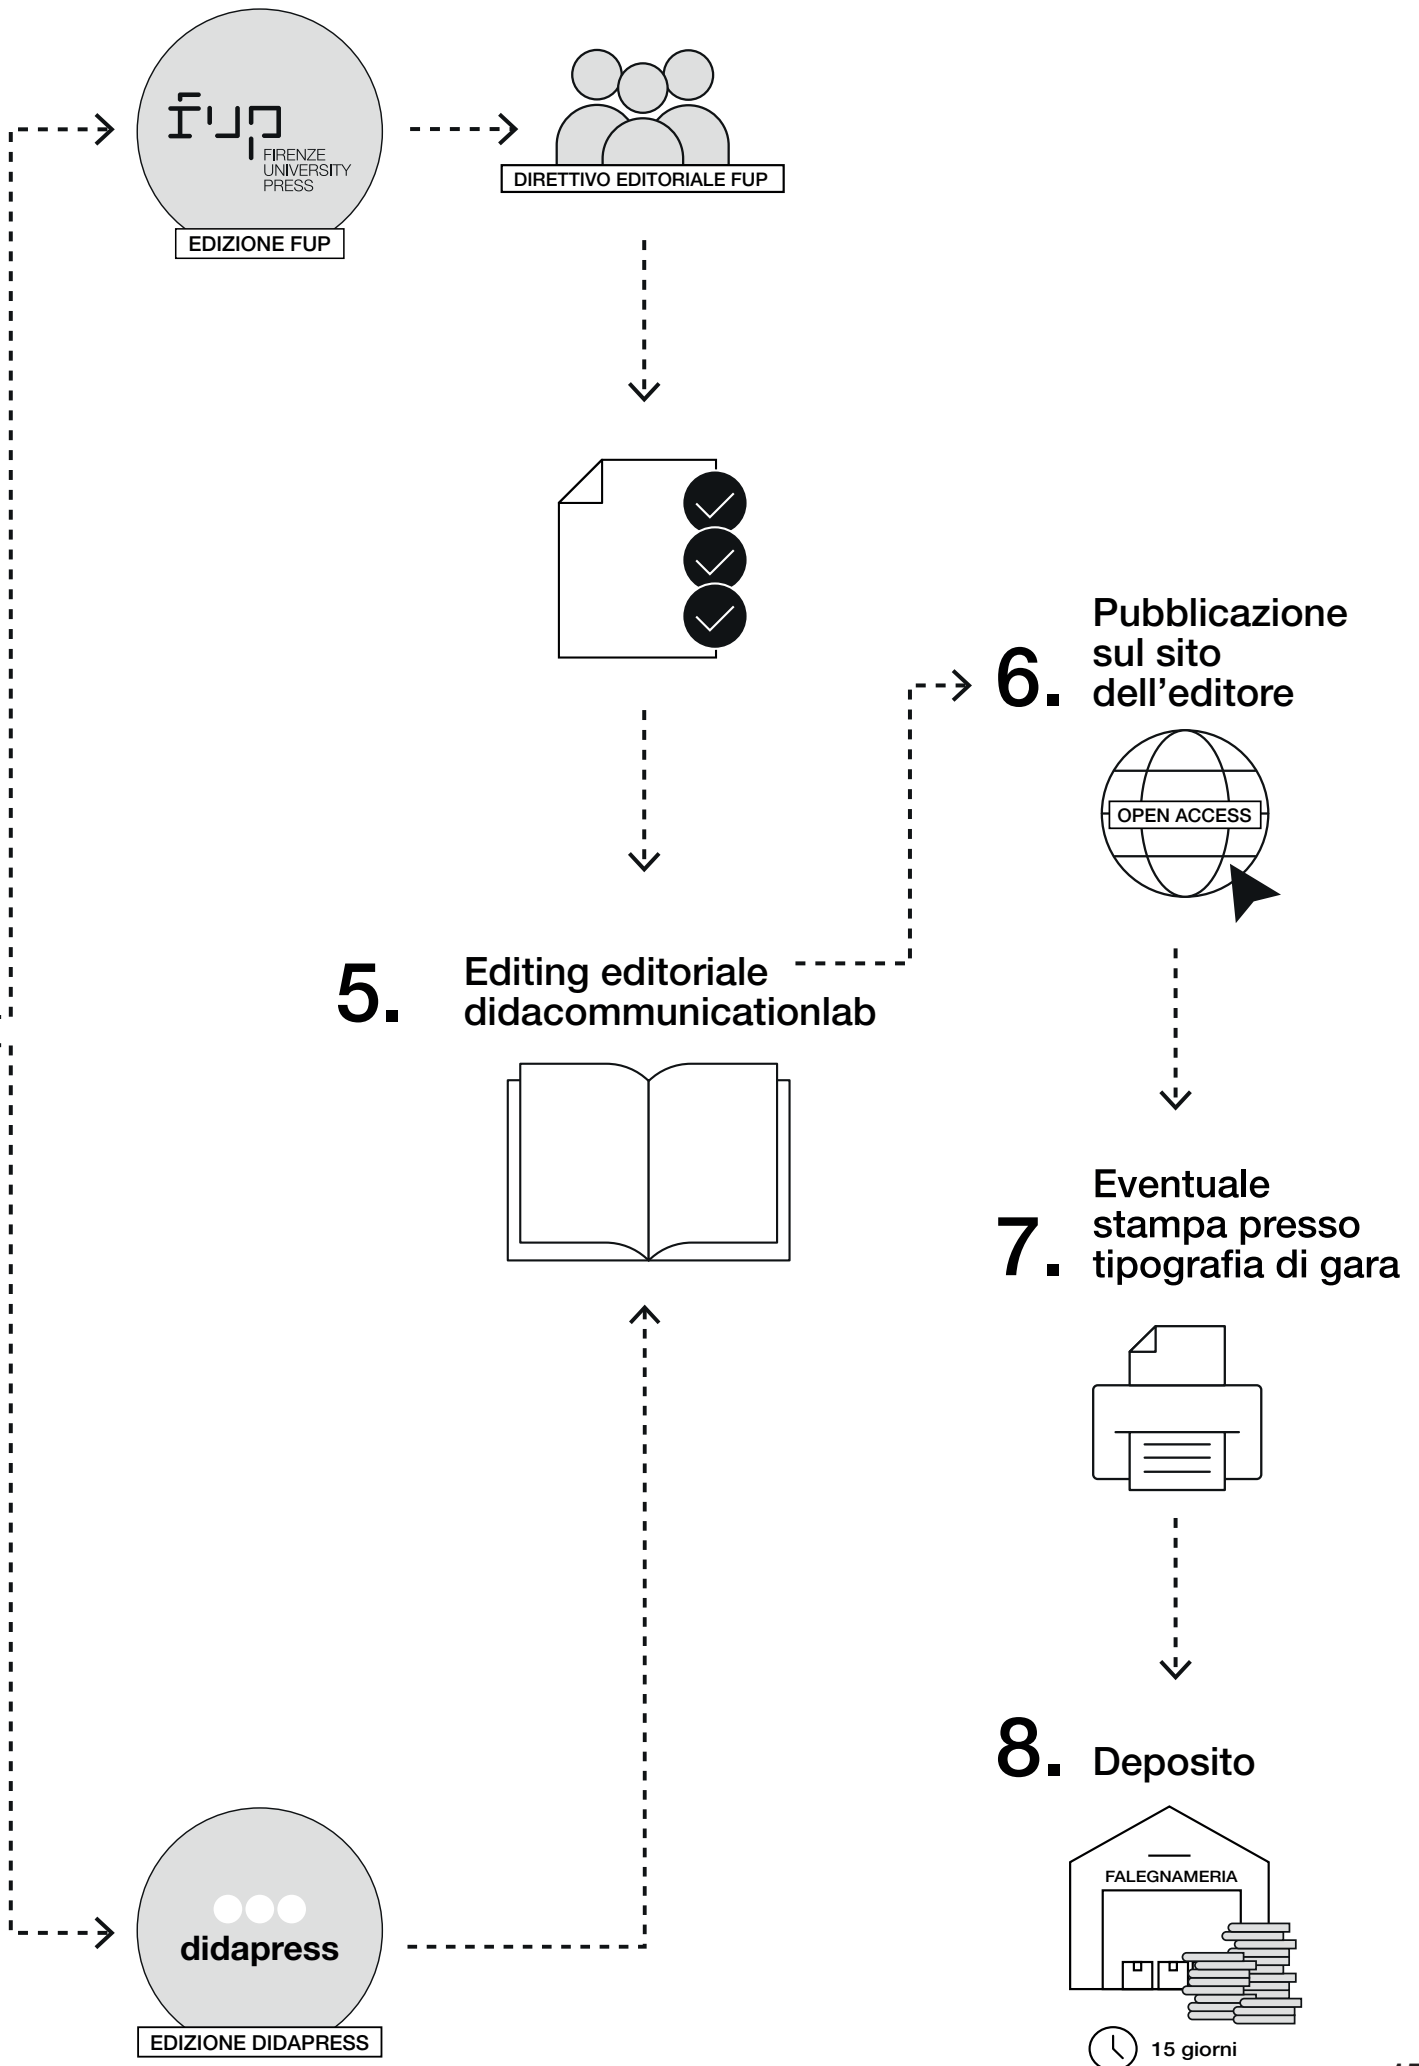 fup
FIRENZE
UNIVERSITY
PRESS
EDIZIONE FUP
DIRETTIVO EDITORIALE FUP
5.
Editing editoriale
didacommunicationlab
didapress
EDIZIONE DIDAPRESS
6.
Pubblicazione
sul sito
dell’editore
OPEN ACCESS
7.
Eventuale
stampa presso
tipografia di gara
8.
Deposito
FALEGNAMERIA
15 giorni